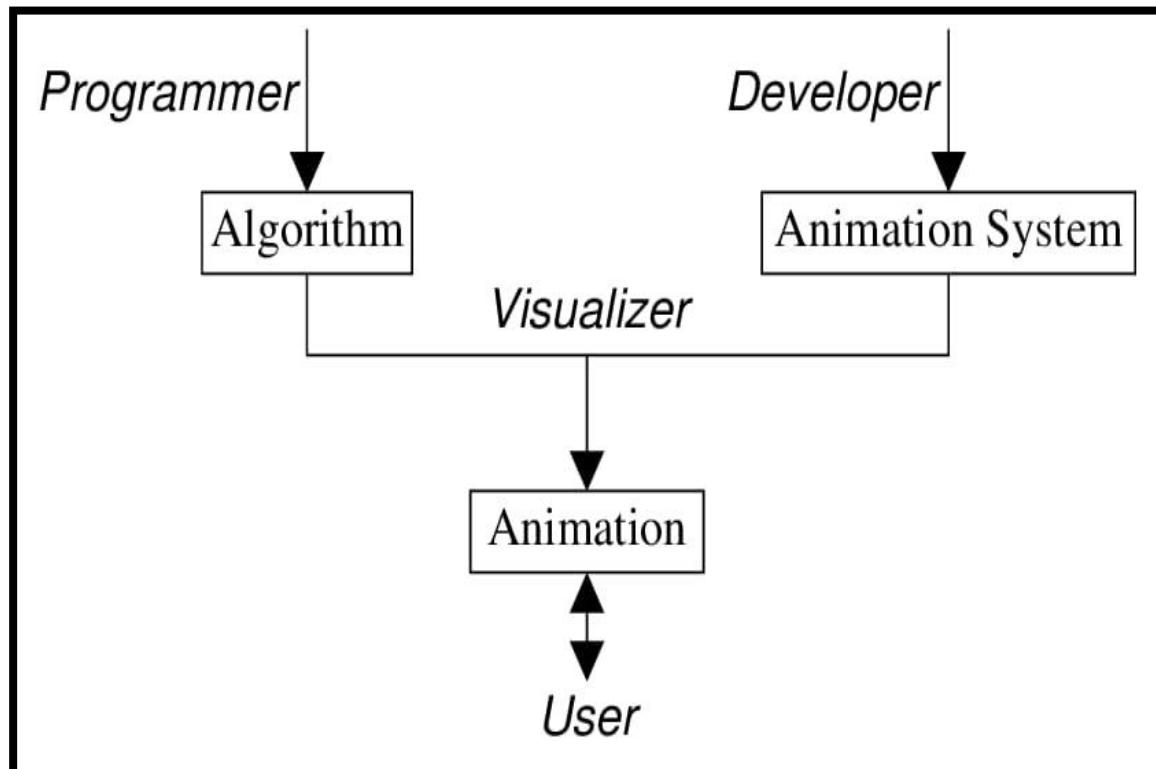 Programmer
Developer
Algorithm
Animation System
Visualizer
Animation
User